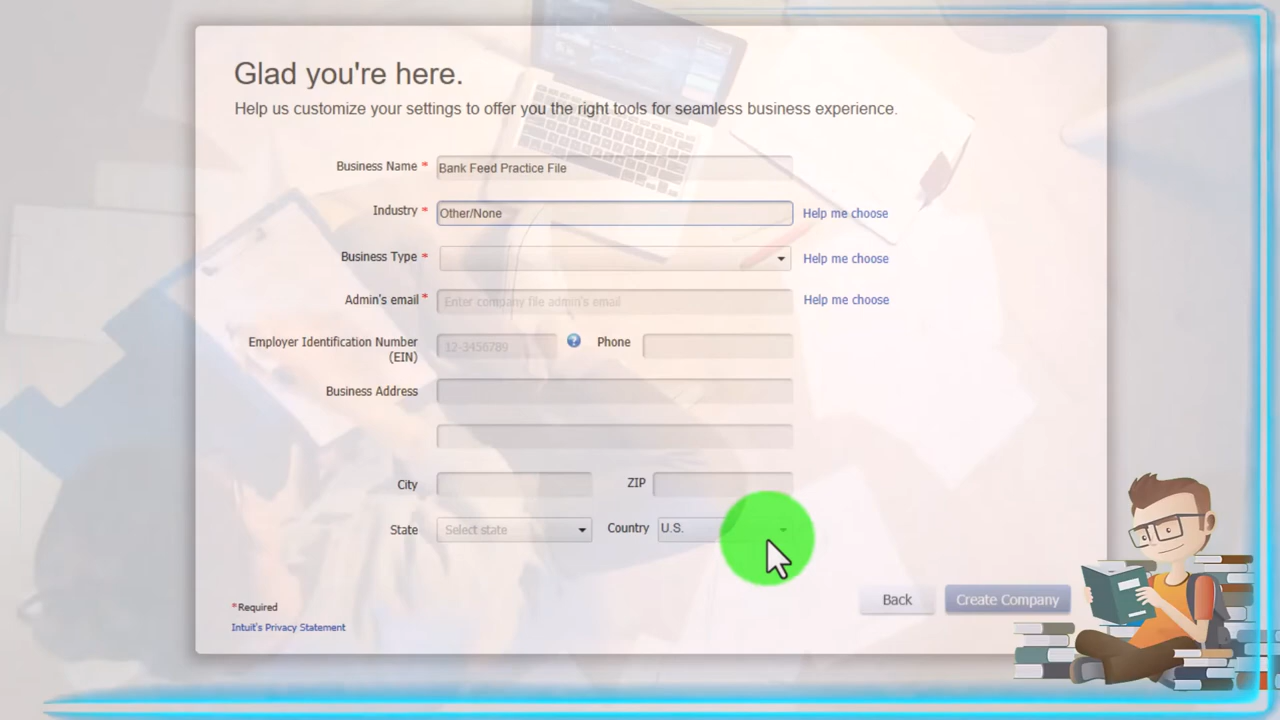 Glad you're here.
Help us customize your settings to offer you the right tools for seamless business experience.
Business Name * Bank Feed Practice File
Industry * Other/None Help me choose
Business Type * Help me choose
Admin's email * Enter company file admin's email Help me choose
Employer Identification Number
(EIN) 12-3456789 ? Phone
Business Address
City ZIP
State Select state Country U.S.
Back Create Company
*Required
Intuit's Privacy Statement